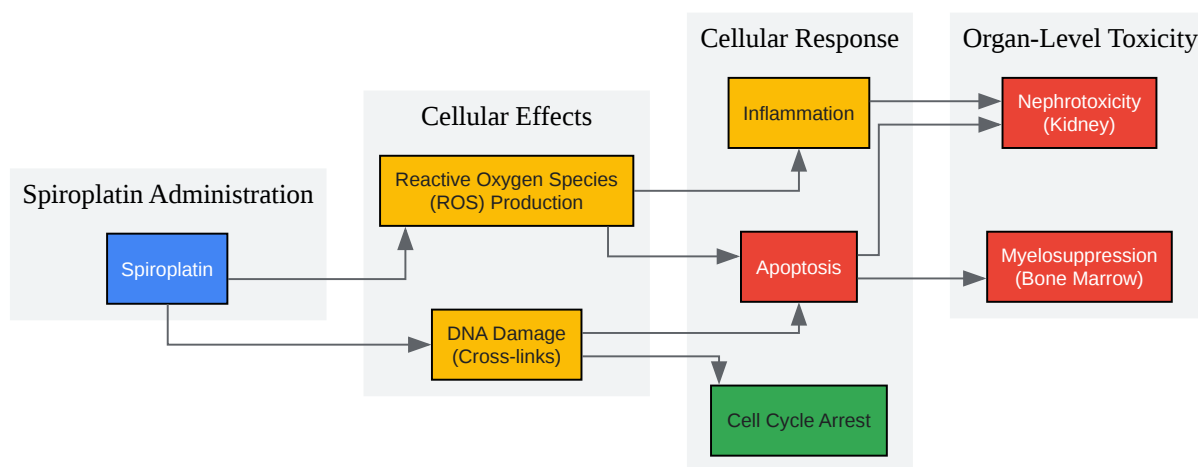 Spiroplatin Administration
Spiroplatin
Cellular Effects
Reactive Oxygen Species
(ROS) Production
DNA Damage
(Cross-links)
Cellular Response
Inflammation
Apoptosis
Cell Cycle Arrest
Organ-Level Toxicity
Nephrotoxicity
(Kidney)
Myelosuppression
(Bone Marrow)